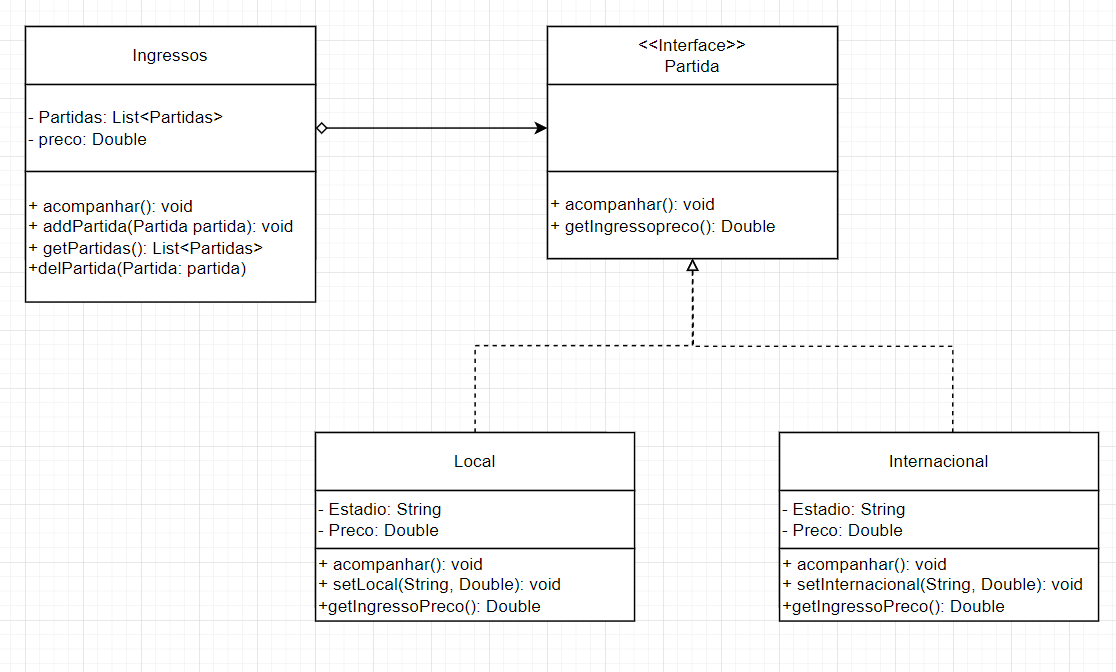 Ingressos
- Partidas: List<Partidas>
- preco: Double
+ acompanhar(): void
+ addPartida(Partida partida): void
+ getPartidas(): List<Partidas>
+delPartida(Partida: partida)
<<Interface>>
Partida
+ acompanhar(): void
+ getIngressopreco(): Double
Local
- Estadio: String
- Preco: Double
+ acompanhar(): void
+ setLocal(String, Double): void
+getIngressoPreco(): Double
Internacional
- Estadio: String
- Preco: Double
+ acompanhar(): void
+ setInternacional(String, Double): void
+getIngressoPreco(): Double